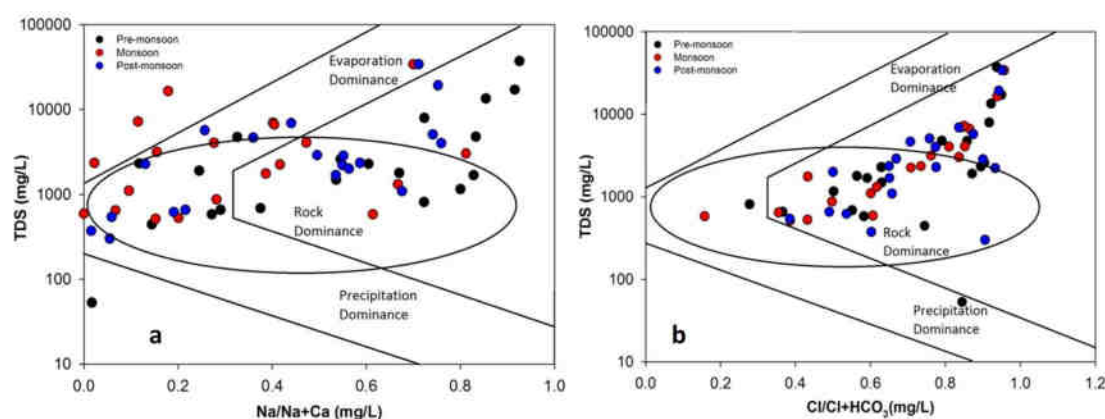 100000
10000
1000
100
10
TDS (mg/L)
Pre-monsoon
Monsoon
Post-monsoon
Evaporation
Dominance
Rock
Dominance
Precipitation
Dominance
a
0.0 0.2 0.4 0.6 0.8 1.0
Na/Na+Ca (mg/L)
100000
10000
1000
100
10
TDS (mg/L)
Pre-monsoon
Monsoon
Post-monsoon
Evaporation
Dominance
Rock
Dominance
Precipitation
Dominance
b
0.0 0.2 0.4 0.6 0.8 1.0 1.2
Cl/Cl+HCO₃(mg/L)